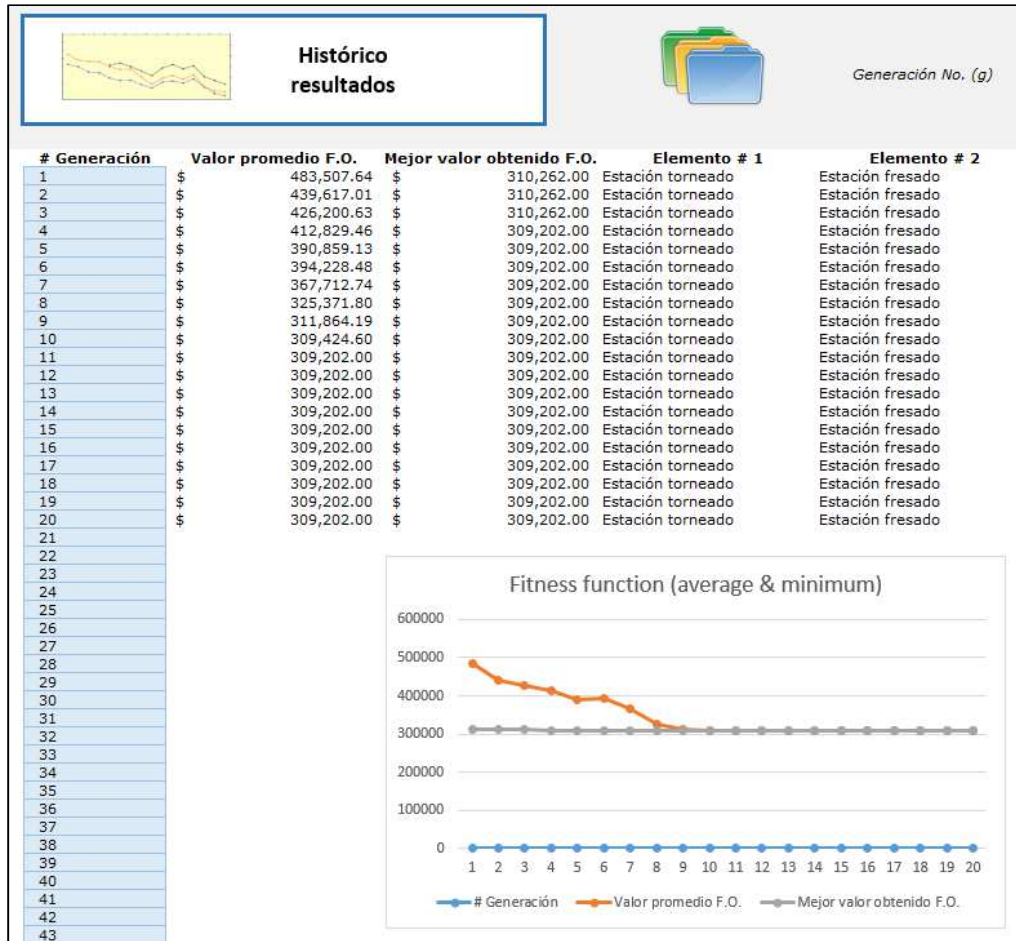 Histórico
resultados
Generación No. (g)
# Generación Valor promedio F.O. Mejor valor obtenido F.O. Elemento # 1 Elemento # 2
1 $ 483,507.64 $ 310,262.00 Estación torneado Estación fresado
2 $ 439,617.01 $ 310,262.00 Estación torneado Estación fresado
3 $ 426,200.63 $ 310,262.00 Estación torneado Estación fresado
4 $ 412,829.46 $ 309,202.00 Estación torneado Estación fresado
5 $ 390,859.13 $ 309,202.00 Estación torneado Estación fresado
6 $ 394,228.48 $ 309,202.00 Estación torneado Estación fresado
7 $ 367,712.74 $ 309,202.00 Estación torneado Estación fresado
8 $ 325,371.80 $ 309,202.00 Estación torneado Estación fresado
9 $ 311,864.19 $ 309,202.00 Estación torneado Estación fresado
10 $ 309,424.60 $ 309,202.00 Estación torneado Estación fresado
11 $ 309,202.00 $ 309,202.00 Estación torneado Estación fresado
12 $ 309,202.00 $ 309,202.00 Estación torneado Estación fresado
13 $ 309,202.00 $ 309,202.00 Estación torneado Estación fresado
14 $ 309,202.00 $ 309,202.00 Estación torneado Estación fresado
15 $ 309,202.00 $ 309,202.00 Estación torneado Estación fresado
16 $ 309,202.00 $ 309,202.00 Estación torneado Estación fresado
17 $ 309,202.00 $ 309,202.00 Estación torneado Estación fresado
18 $ 309,202.00 $ 309,202.00 Estación torneado Estación fresado
19 $ 309,202.00 $ 309,202.00 Estación torneado Estación fresado
20 $ 309,202.00 $ 309,202.00 Estación torneado Estación fresado
21
22
23
24
25
26
27
28
29
30
31
32
33
34
35
36
37
38
39
40
41
42
43
Fitness function (average & minimum)
600000
500000
400000
300000
200000
100000
0
1 2 3 4 5 6 7 8 9 10 11 12 13 14 15 16 17 18 19 20
# Generación Valor promedio F.O. Mejor valor obtenido F.O.